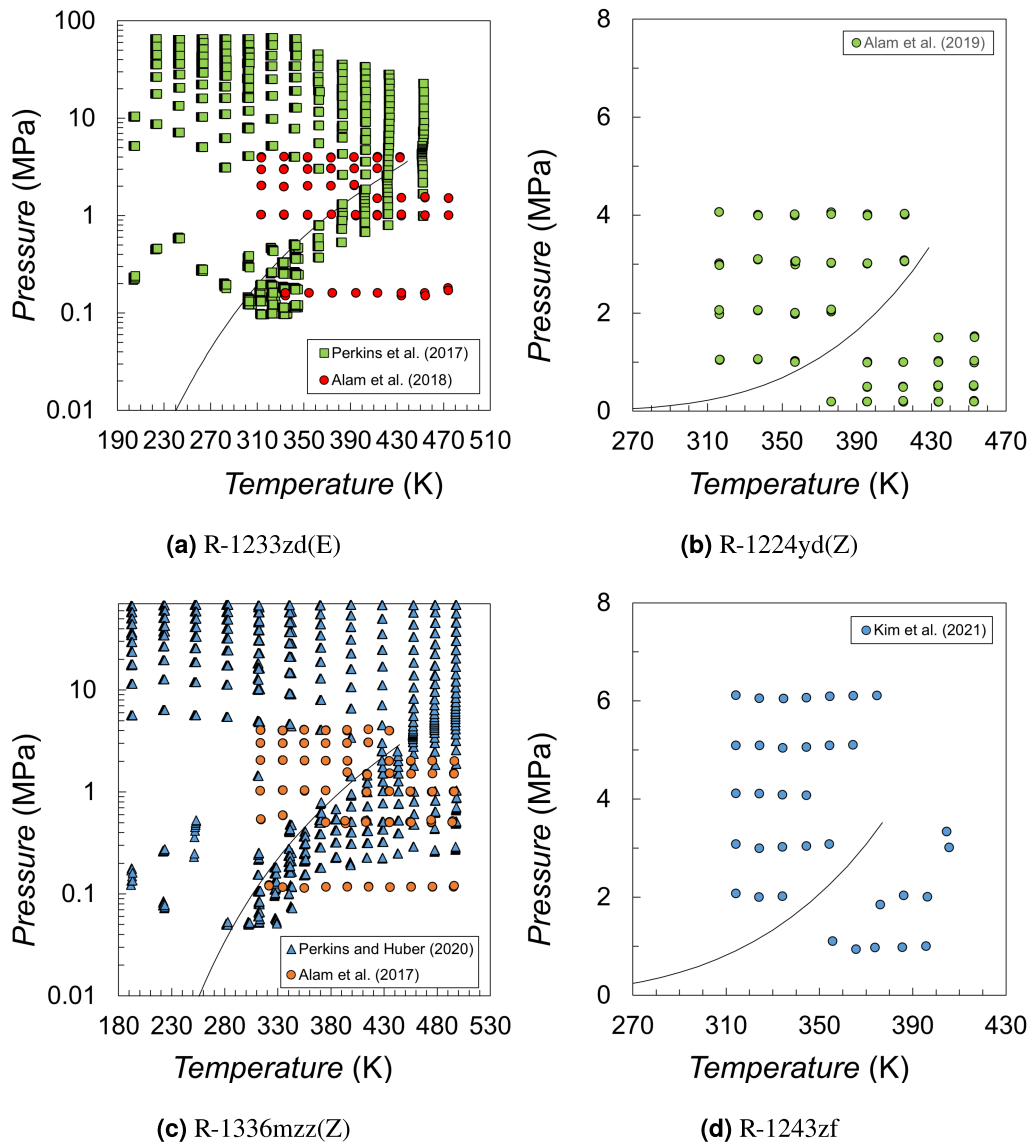 100
10
1
0.1
0.01
Pressure (MPa)
190 230 270 310 350 390 430 470 510
Temperature (K)
Perkins et al. (2017)
Alam et al. (2018)
(a) R-1233zd(E)
8
6
4
2
0
Pressure (MPa)
270 310 350 390 430 470
Temperature (K)
Alam et al. (2019)
(b) R-1224yd(Z)
10
1
0.1
0.01
Pressure (MPa)
180 230 280 330 380 430 480 530
Temperature (K)
Perkins and Huber (2020)
Alam et al. (2017)
(c) R-1336mzz(Z)
8
6
4
2
0
Pressure (MPa)
270 310 350 390 430
Temperature (K)
Kim et al. (2021)
(d) R-1243zf